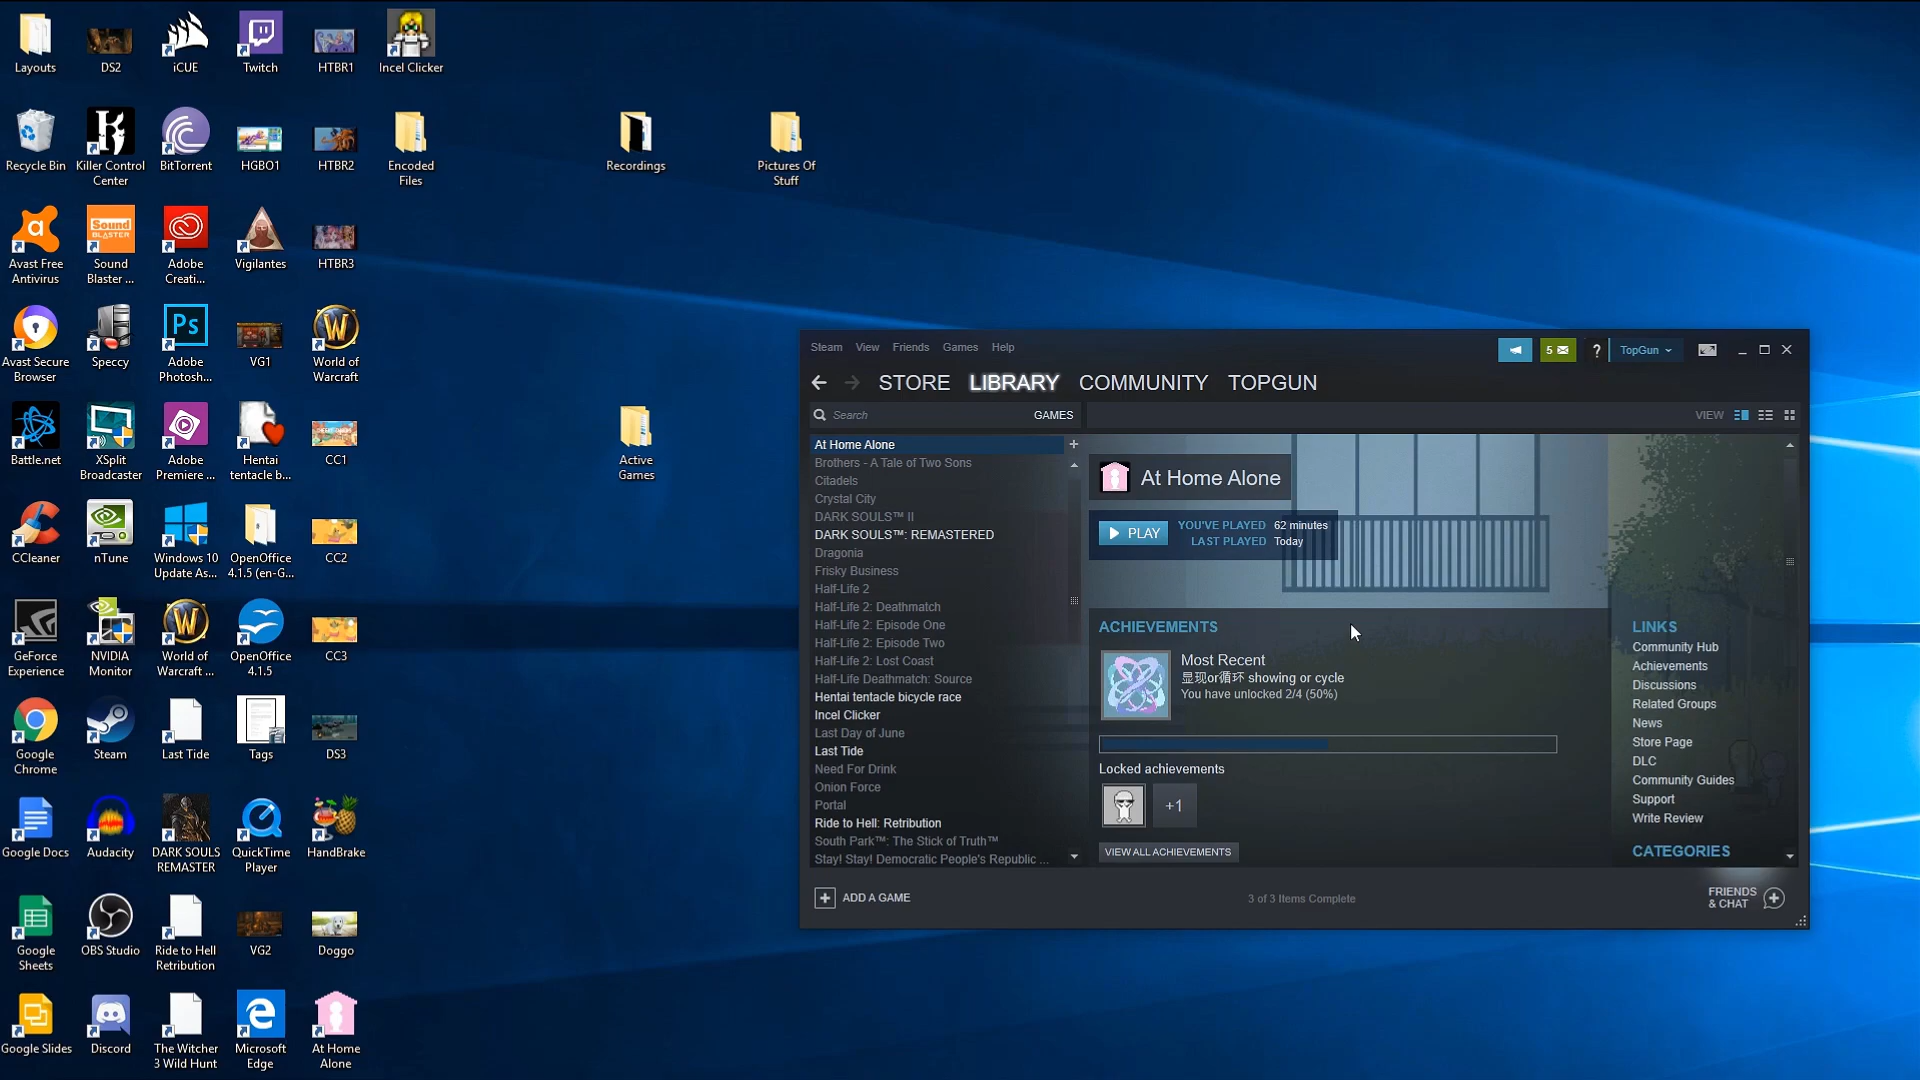 Layouts
DS2
iCUE
Twitch
HTBR1
Incel Clicker
Recycle Bin
Killer Control
Center
BitTorrent
HGBO1
HTBR2
Encoded
Files
Recordings
Pictures Of
Stuff
Avast Free
Antivirus
Sound
BLASTER
Sound
Blaster ...
Adobe
Creati...
Vigilantes
HTBR3
Avast Secure
Browser
Speccy
Ps
Adobe
Photosh...
VG1
World of
Warcraft
Battle.net
XSplit
Broadcaster
Adobe
Premiere ...
Hentai
tentacle b...
CC1
Active
Games
CCleaner
nTune
Windows 10
Update As...
OpenOffice
4.1.5 (en-G...
CC2
GeForce
Experience
NVIDIA
Monitor
World of
Warcraft ...
OpenOffice
4.1.5
CC3
Google
Chrome
Steam
Last Tide
Tags
DS3
Google Docs
Audacity
DARK SOULS
REMASTER
QuickTime
Player
HandBrake
Google
Sheets
OBS Studio
Ride to Hell
Retribution
VG2
Doggo
Google Slides
Discord
The Witcher
3 Wild Hunt
Microsoft
Edge
At Home
Alone
Steam View Friends Games Help
5
?
TopGun
STORE LIBRARY COMMUNITY TOPGUN
Search
GAMES
VIEW
At Home Alone
Brothers - A Tale of Two Sons
Citadels
Crystal City
DARK SOULS™ II
DARK SOULS™: REMASTERED
Dragonia
Frisky Business
Half-Life 2
Half-Life 2: Deathmatch
Half-Life 2: Episode One
Half-Life 2: Episode Two
Half-Life 2: Lost Coast
Half-Life Deathmatch: Source
Hentai tentacle bicycle race
Incel Clicker
Last Day of June
Last Tide
Need For Drink
Onion Force
Portal
Ride to Hell: Retribution
South Park™: The Stick of Truth™
Stay! Stay! Democratic People's Republic ...
At Home Alone
PLAY
YOU'VE PLAYED 62 minutes
LAST PLAYED Today
ACHIEVEMENTS
Most Recent
显现or循环 showing or cycle
You have unlocked 2/4 (50%)
Locked achievements
+1
VIEW ALL ACHIEVEMENTS
LINKS
Community Hub
Achievements
Discussions
Related Groups
News
Store Page
DLC
Community Guides
Support
Write Review
CATEGORIES
ADD A GAME
3 of 3 Items Complete
FRIENDS
& CHAT